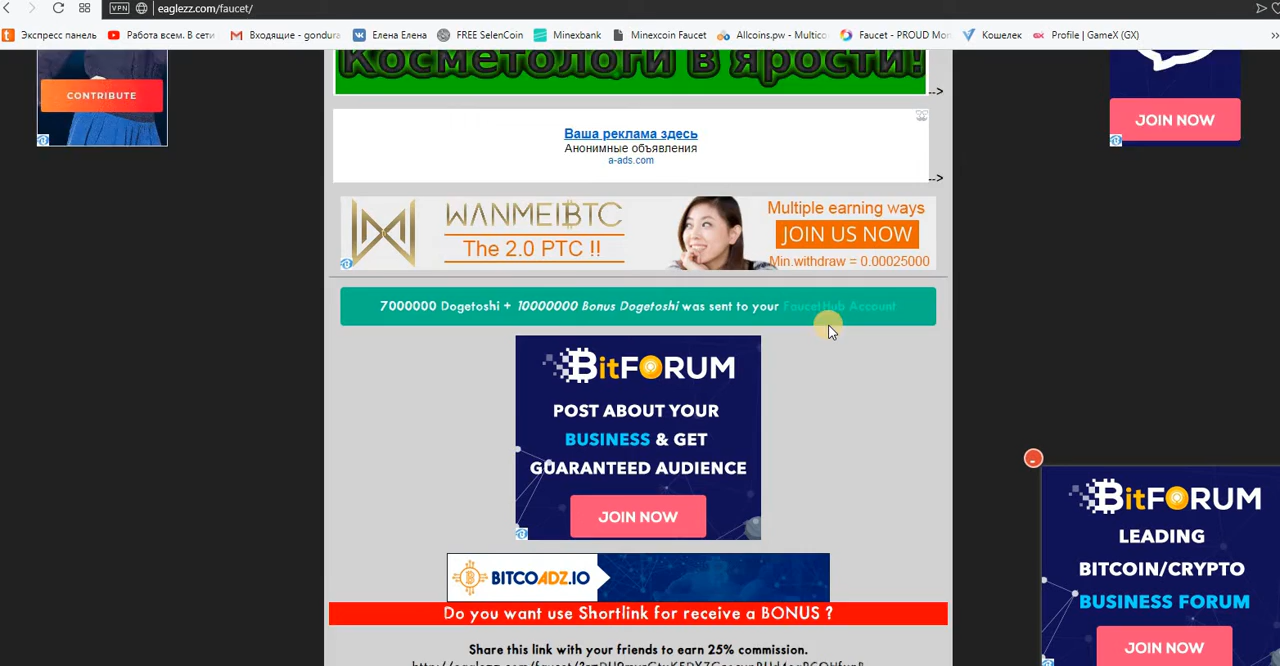 VPN eaglezz.com/faucet/
Экспресс панель Работа всем. В сети Входящие - gondura Елена Елена FREE SelenCoin Minexbank Minexcoin Faucet Allcoins.pw - Multico Faucet - PROUD Mon Кошелек Profile | GameX (GX)
CONTRIBUTE
Косметологи в ярости!
-->
JOIN NOW
Ваша реклама здесь
Анонимные объявления
a-ads.com
-->
WANMEIBTC
The 2.0 PTC !!
Multiple earning ways
JOIN US NOW
Min.withdraw = 0.00025000
7000000 Dogetoshi + 10000000 Bonus Dogetoshi was sent to your FaucetHub Account
BitFORUM
POST ABOUT YOUR
BUSINESS & GET
GUARANTEED AUDIENCE
JOIN NOW
BITCOADZ.IO
BitFORUM
LEADING
BITCOIN/CRYPTO
BUSINESS FORUM
JOIN NOW
Do you want use Shortlink for receive a BONUS ?
Share this link with your friends to earn 25% commission.